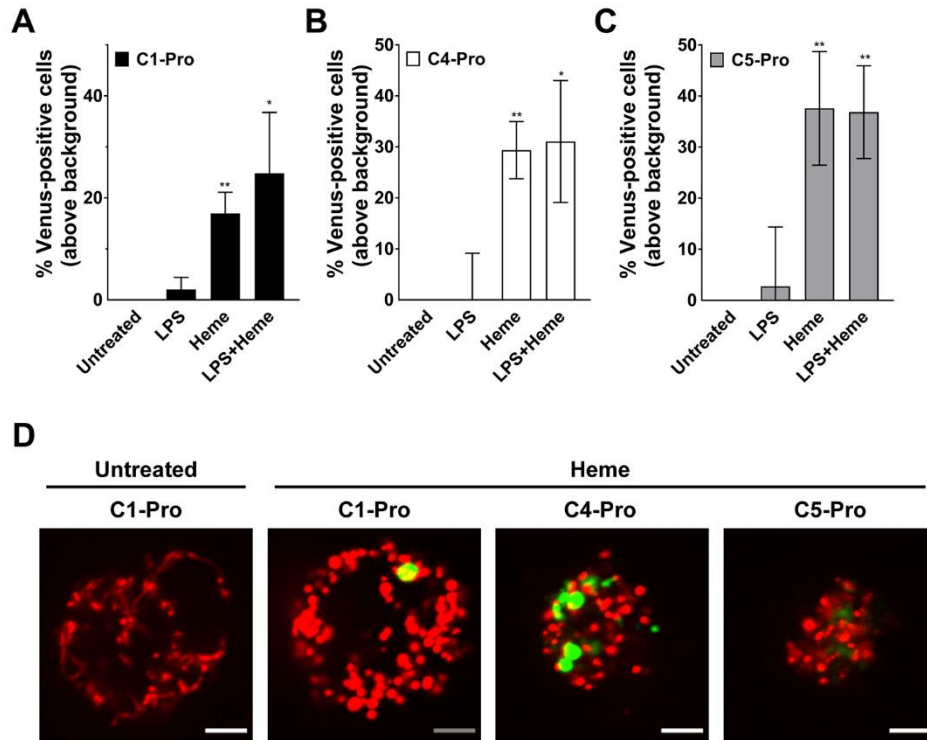 A
B
C
% Venus-positive cells
(above background)
40
20
0
C1-Pro
*
**
Untreated
LPS
Heme
LPS+Heme
% Venus-positive cells
(above background)
50
40
30
20
10
0
C4-Pro
**
*
Untreated
LPS
Heme
LPS+Heme
% Venus-positive cells
(above background)
50
40
30
20
10
0
C5-Pro
**
**
Untreated
LPS
Heme
LPS+Heme
D
Untreated
Heme
C1-Pro
C1-Pro
C4-Pro
C5-Pro